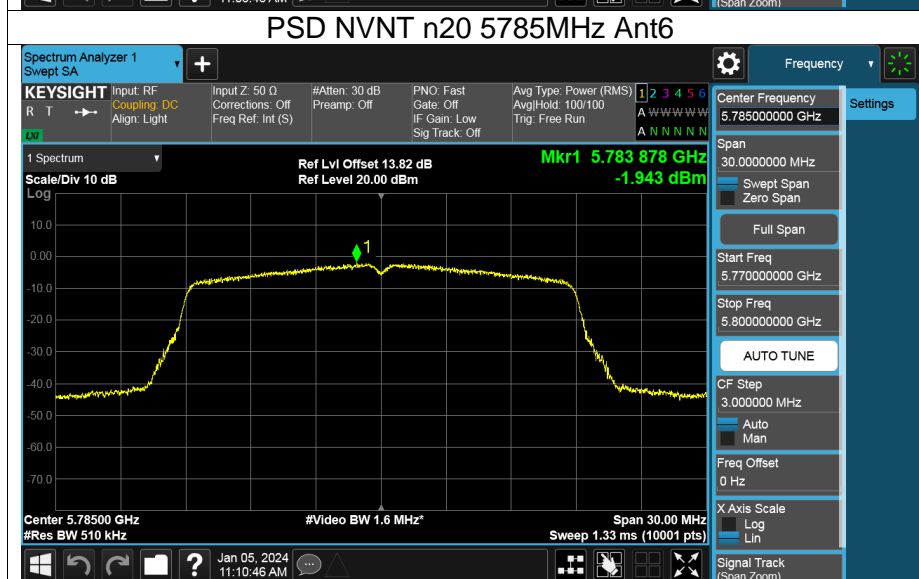 11:08:46 AM
(Span Zoom)
PSD NVNT n20 5785MHz Ant6
Spectrum Analyzer 1
Swept SA
+
Frequency
KEYSIGHT
R T
LXI
Input: RF
Coupling: DC
Align: Light
Input Z: 50 Ω
Corrections: Off
Freq Ref: Int (S)
#Atten: 30 dB
Preamp: Off
PNO: Fast
Gate: Off
IF Gain: Low
Sig Track: Off
Avg Type: Power (RMS)
Avg|Hold: 100/100
Trig: Free Run
1 2 3 4 5 6
A W W W W W
A N N N N N
1 Spectrum
Scale/Div 10 dB
Log
Ref Lvl Offset 13.82 dB
Ref Level 20.00 dBm
Mkr1 5.783 878 GHz
-1.943 dBm
10.0
0.00
-10.0
-20.0
-30.0
-40.0
-50.0
-60.0
-70.0
1
Center 5.78500 GHz
#Res BW 510 kHz
#Video BW 1.6 MHz*
Span 30.00 MHz
Sweep 1.33 ms (10001 pts)
?
Jan 05, 2024
11:10:46 AM
Center Frequency
5.785000000 GHz
Span
30.0000000 MHz
Swept Span
Zero Span
Full Span
Start Freq
5.770000000 GHz
Stop Freq
5.800000000 GHz
AUTO TUNE
CF Step
3.000000 MHz
Auto
Man
Freq Offset
0 Hz
X Axis Scale
Log
Lin
Signal Track
(Span Zoom)
Settings